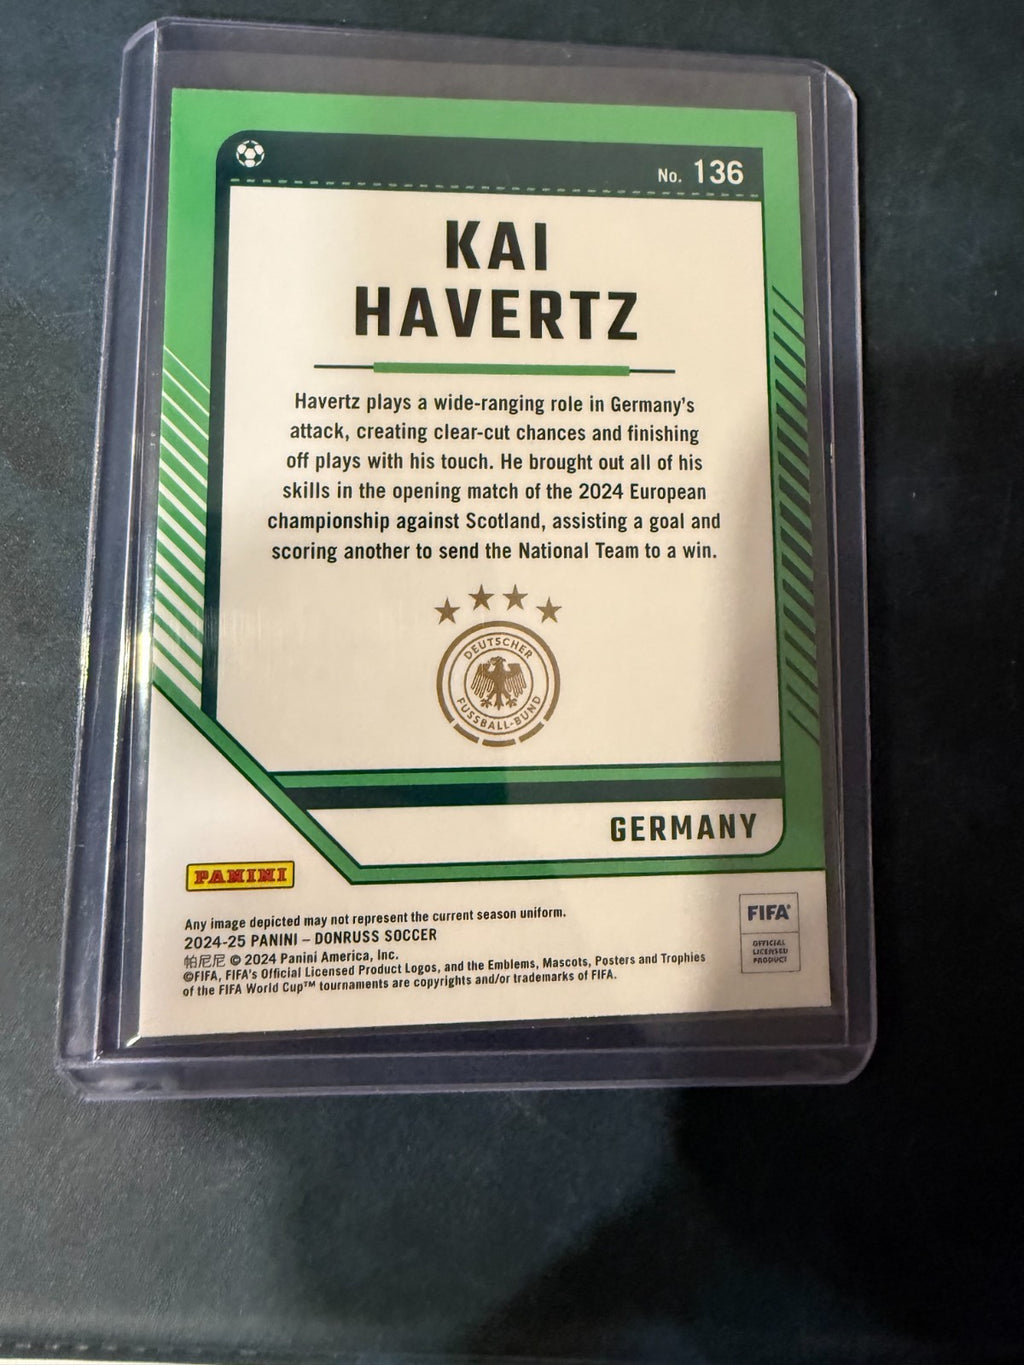 No. 136
KAI
HAVERTZ
Havertz plays a wide-ranging role in Germany's
attack, creating clear-cut chances and finishing
off plays with his touch. He brought out all of his
skills in the opening match of the 2024 European
championship against Scotland, assisting a goal and
scoring another to send the National Team to a win.
DEUTSCHER
FUSSBALL-BUND
GERMANY
PANINI
Any image depicted may not represent the current season uniform.
2024-25 PANINI – DONRUSS SOCCER
帕尼尼 © 2024 Panini America, Inc.
©FIFA, FIFA's Official Licensed Product Logos, and the Emblems, Mascots, Posters and Trophies
of the FIFA World Cup™ tournaments are copyrights and/or trademarks of FIFA.
FIFA®
OFFICIAL
LICENSED
PRODUCT